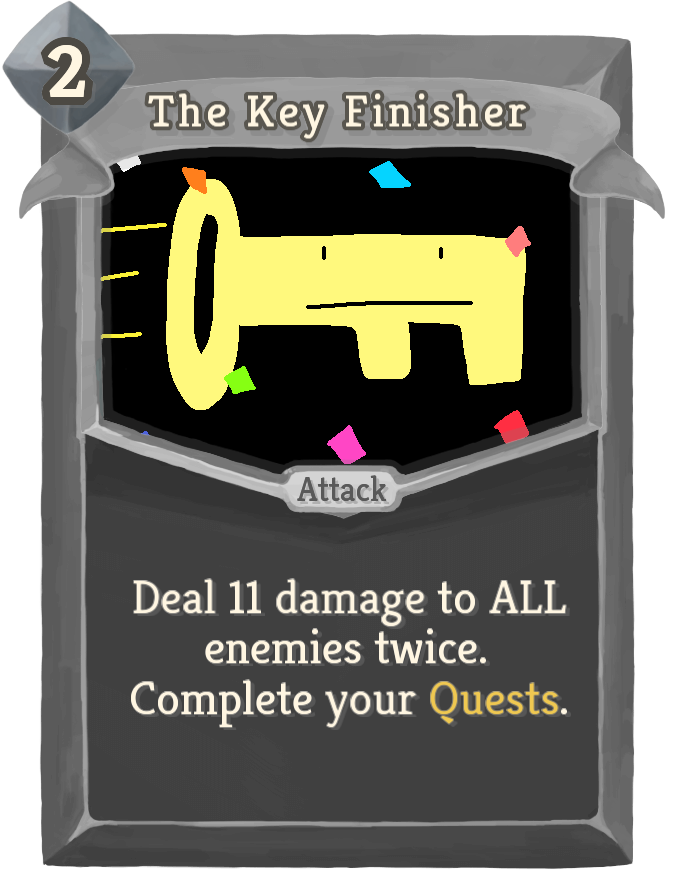 2
The Key Finisher
Attack
Deal 11 damage to ALL
enemies twice.
Complete your Quests.